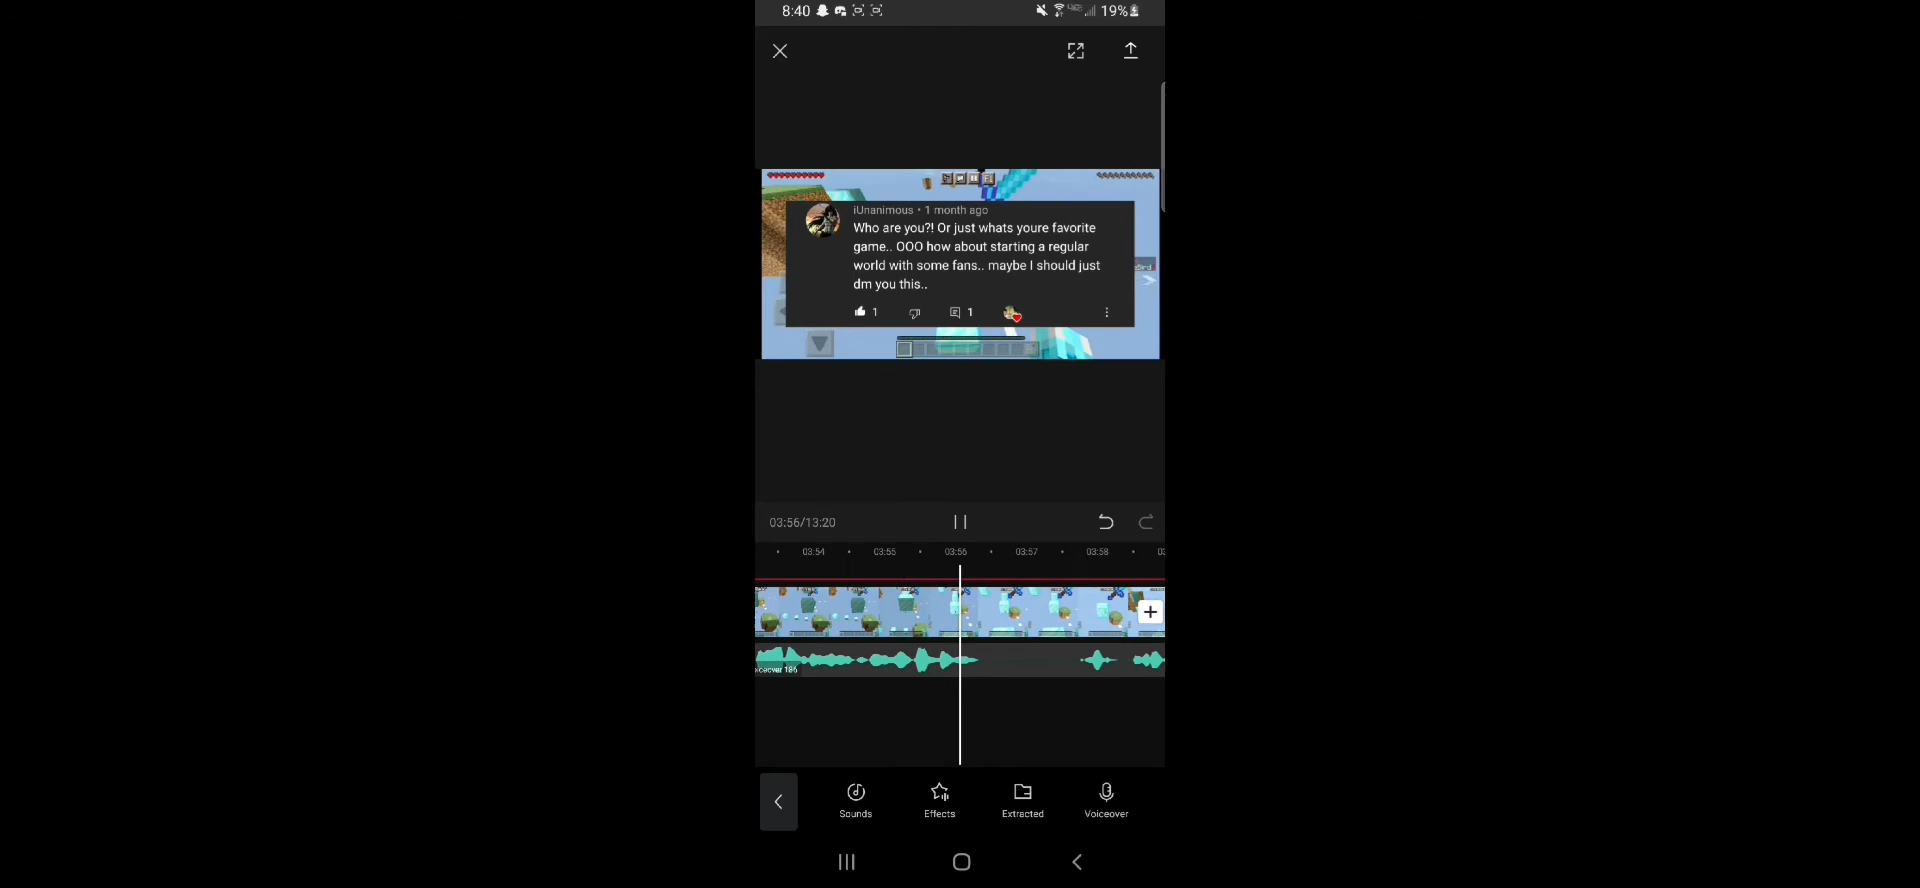 8:40
19%
iUnanimous • 1 month ago
Who are you?! Or just whats youre favorite
game.. OOO how about starting a regular
world with some fans.. maybe I should just
dm you this..
1
1
03:56/13:20
03:54
03:55
03:56
03:57
03:58
Sounds
Effects
Extracted
Voiceover